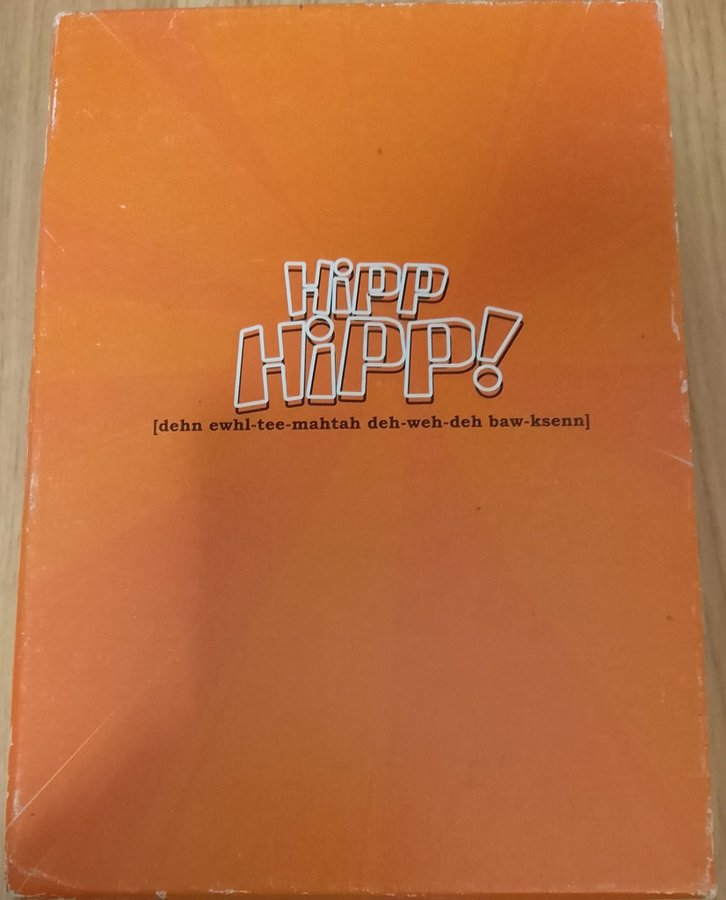 HiPP
HiPP!
[dehn ewhl-tee-mahtah deh-weh-deh baw-ksenn]